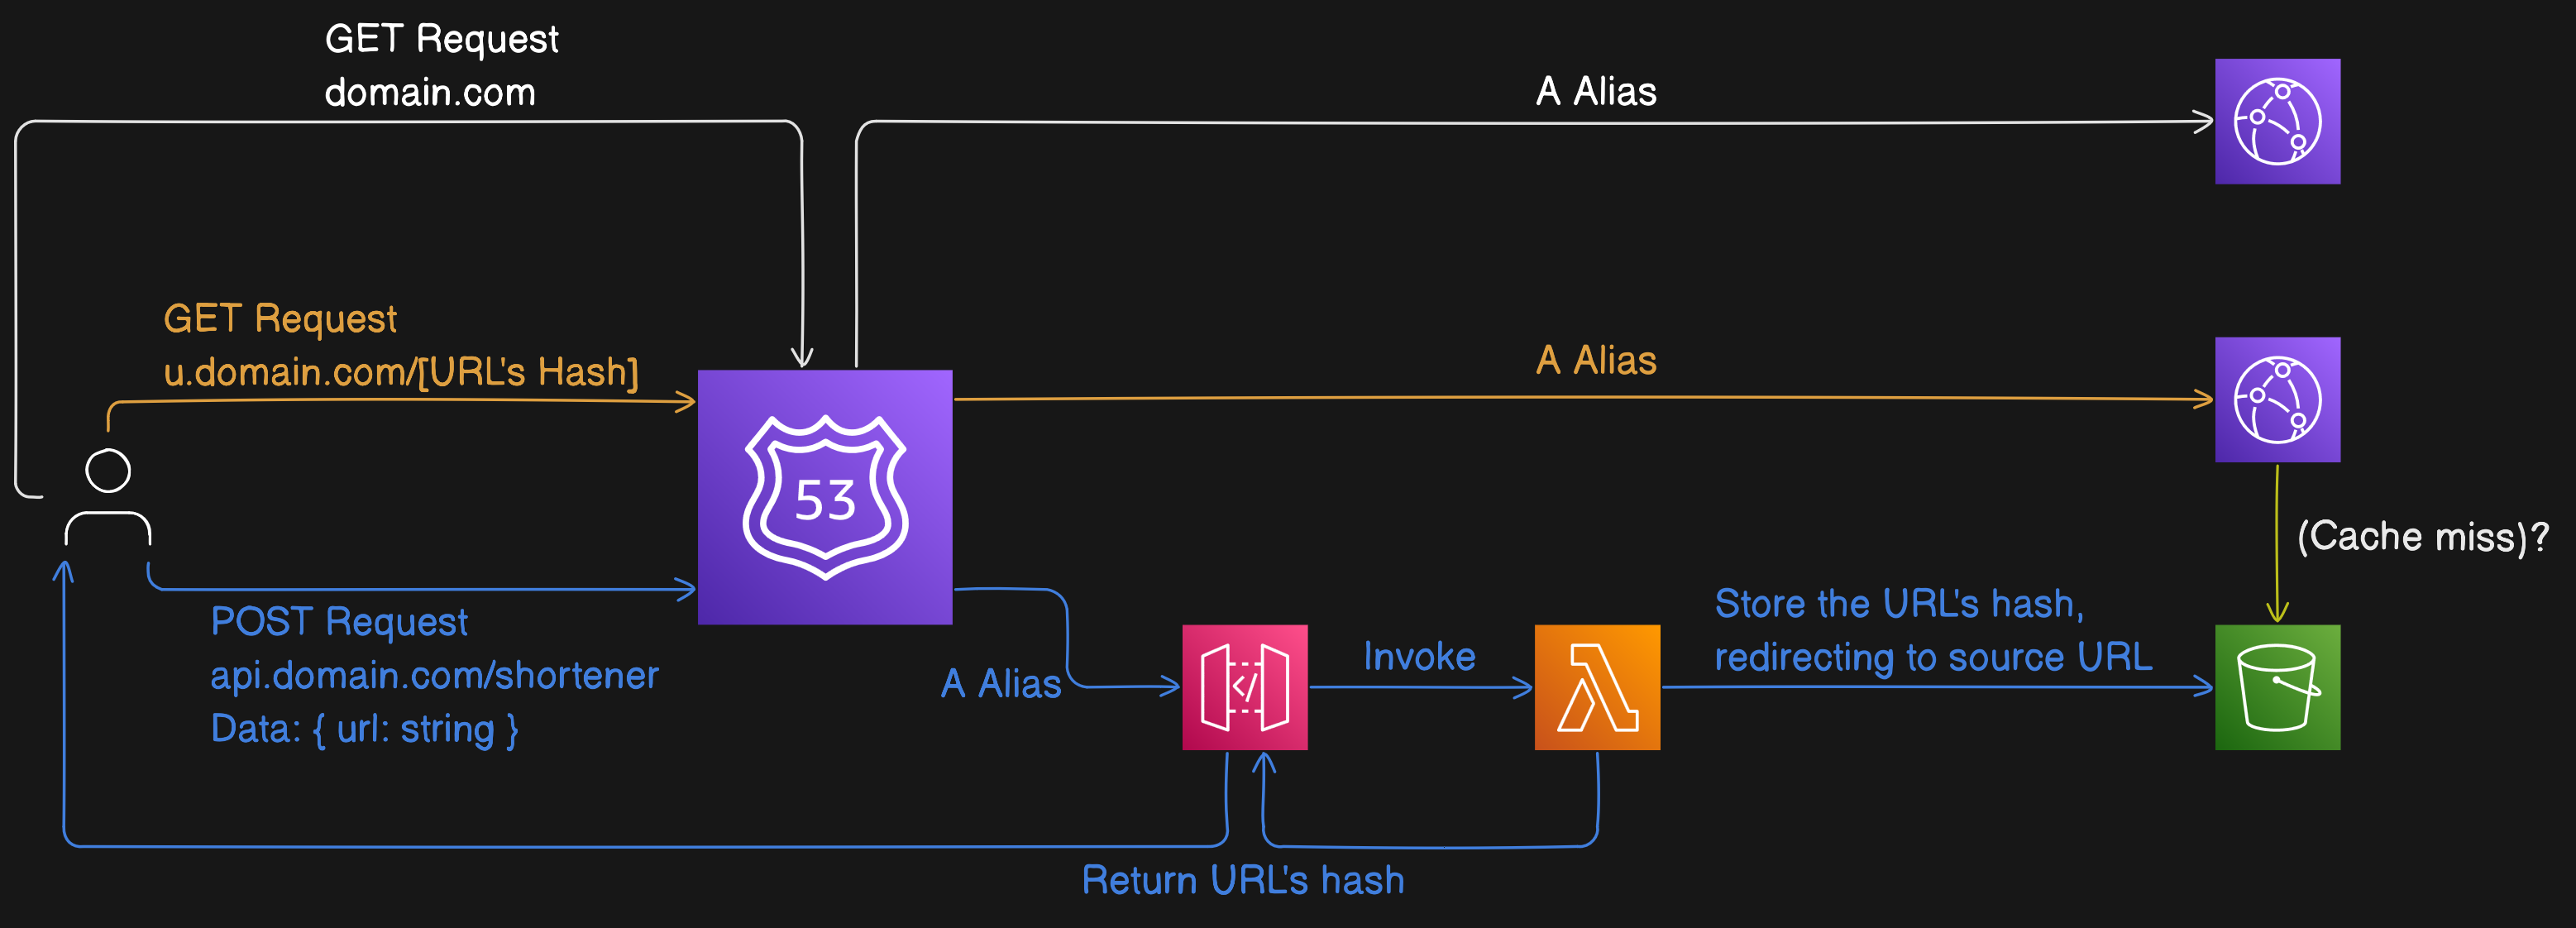 GET Request
domain.com
A Alias
GET Request
u.domain.com/[URL's Hash]
A Alias
53
(Cache miss)?
POST Request
api.domain.com/shortener
Data: { url: string }
A Alias
Invoke
Store the URL's hash,
redirecting to source URL
</>
Return URL's hash